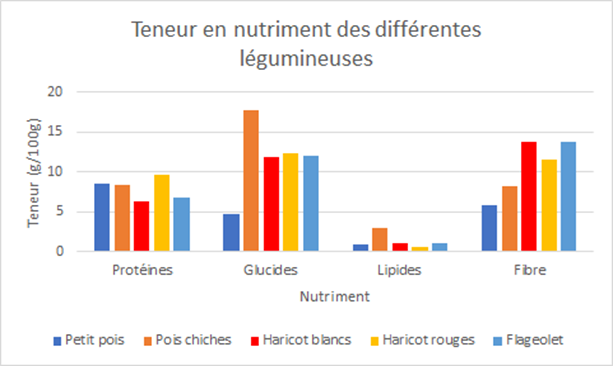 Teneur en nutriment des différentes
légumineuses
Teneur (g/100g)
20
15
10
5
0
Protéines Glucides Lipides Fibre
Nutriment
Petit pois Pois chiches Haricot blancs Haricot rouges Flageolet